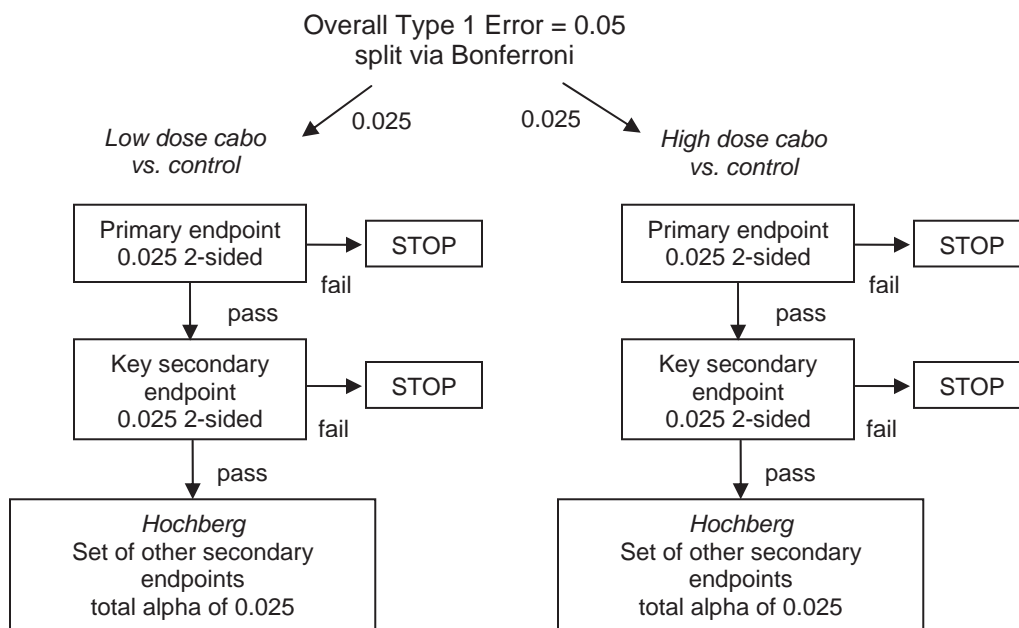 Overall Type 1 Error = 0.05
split via Bonferroni
0.025
0.025
Low dose cabo
vs. control
High dose cabo
vs. control
Primary endpoint
0.025 2-sided
STOP
fail
pass
Primary endpoint
0.025 2-sided
STOP
fail
pass
Key secondary
endpoint
0.025 2-sided
STOP
fail
pass
Key secondary
endpoint
0.025 2-sided
STOP
fail
pass
Hochberg
Set of other secondary
endpoints
total alpha of 0.025
Hochberg
Set of other secondary
endpoints
total alpha of 0.025